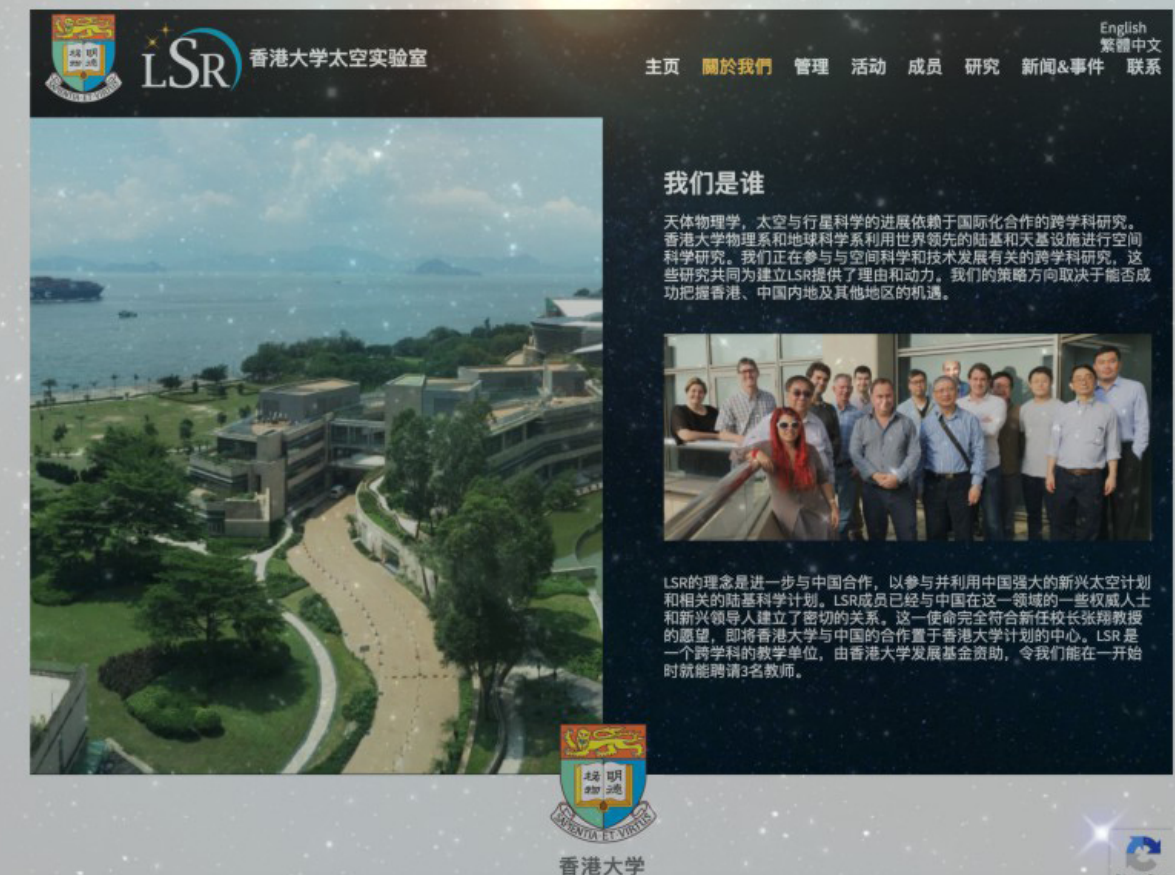 LSR
香港大学太空实验室
English
繁體中文
主页 關於我們 管理 活动 成员 研究 新闻&事件 联系
我们是谁
天体物理学，太空与行星科学的进展依赖于国际化合作的跨学科研究。
香港大学物理系和地球科学系利用世界领先的陆基和天基设施进行空间
科学研究。我们正在参与与空间科学和技术发展有关的跨学科研究，这
些研究共同为建立LSR提供了理由和动力。我们的策略方向取决于能否成
功把握香港、中国内地及其他地区的机遇。
LSR的理念是进一步与中国合作，以参与并利用中国强大的新兴太空计划
和相关的陆基科学计划。LSR成员已经与中国在这一领域的一些权威人士
和新兴领导人建立了密切的关系。这一使命完全符合新任校长张翔教授
的愿望，即将香港大学与中国的合作置于香港大学计划的中心。LSR 是
一个跨学科的教学单位，由香港大学发展基金资助，令我们能在一开始
时就能聘请3名教师。
明德
格物
SAPIENTIA ET VIRTUS
香港大学